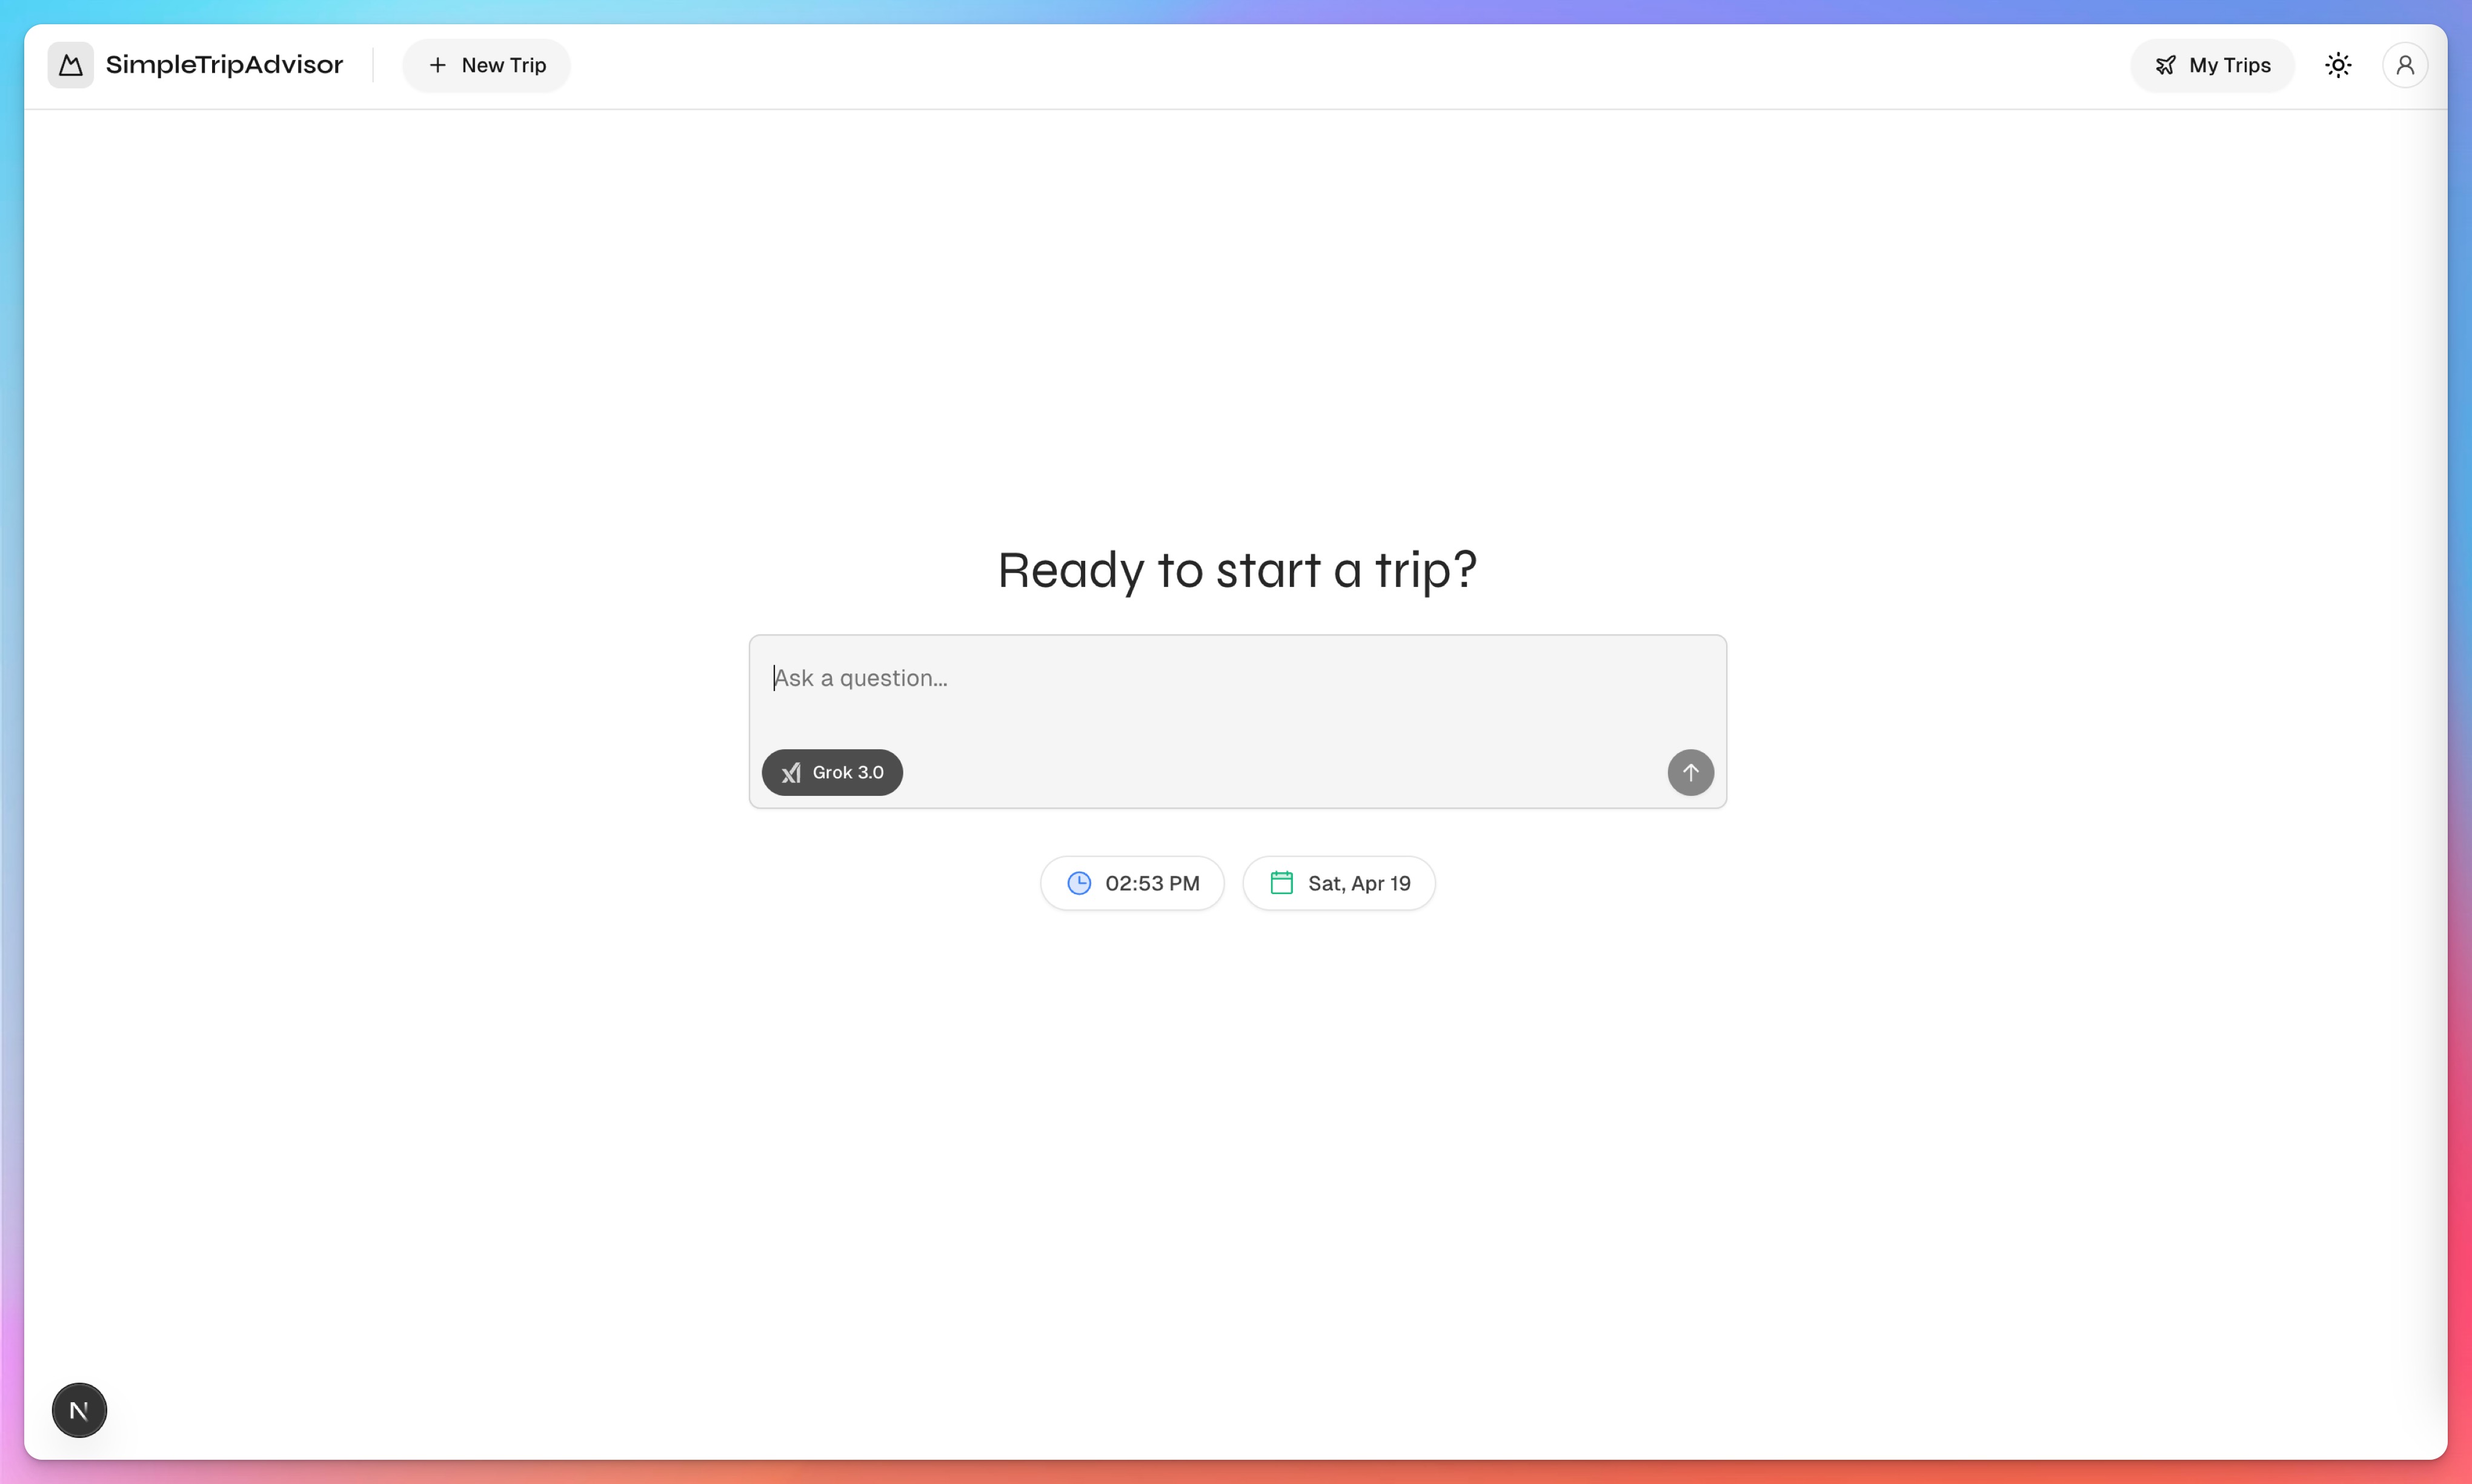 SimpleTripAdvisor
New Trip
My Trips
Ready to start a trip?
Ask a question...
Grok 3.0
02:53 PM
Sat, Apr 19
N